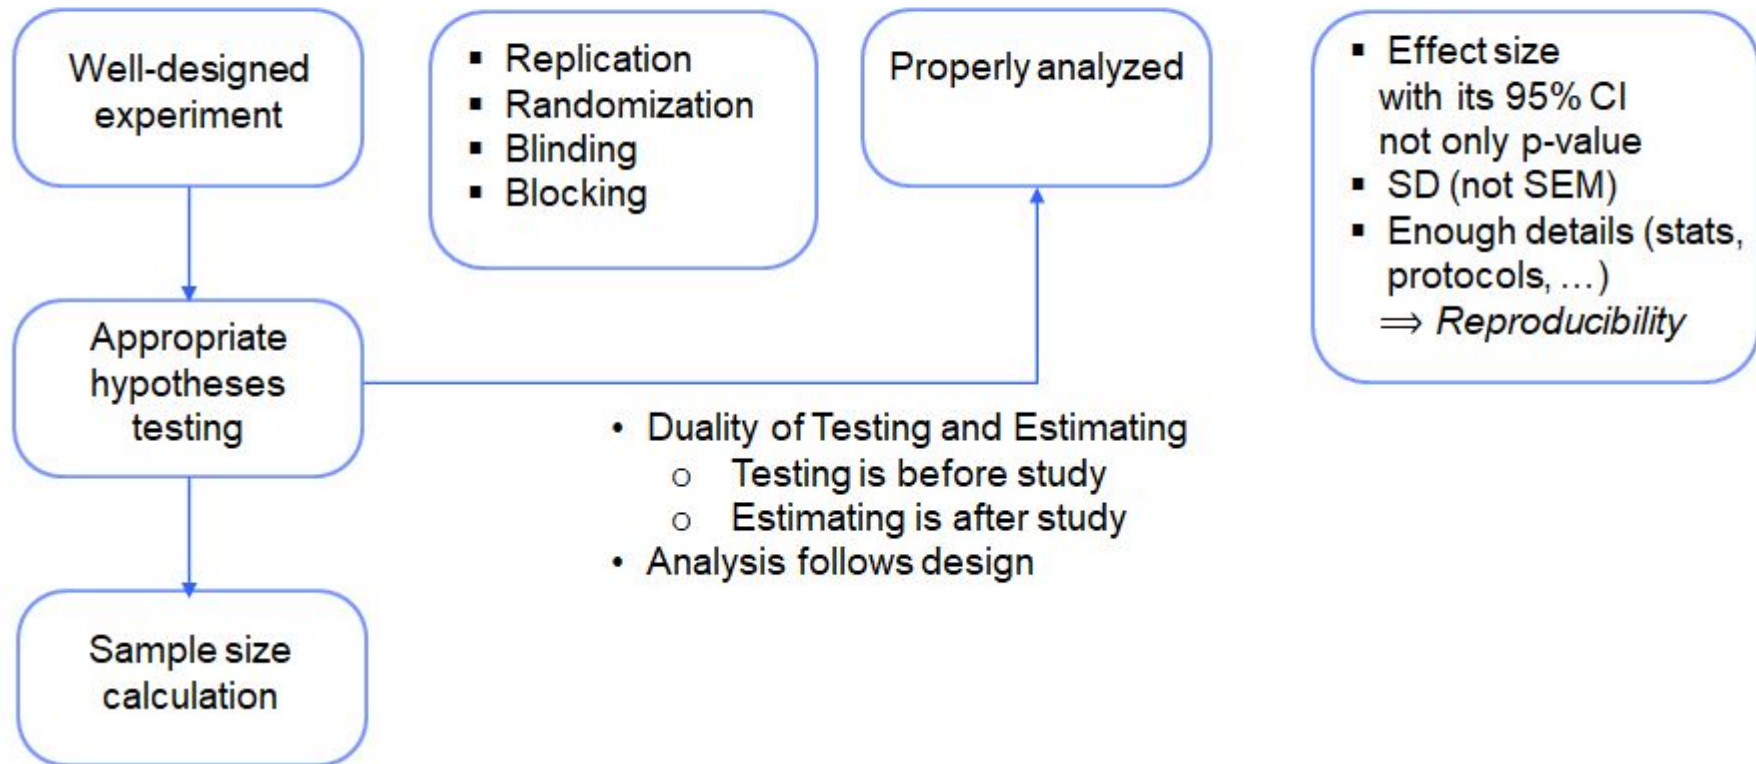 Well-designed
experiment
▪ Replication
▪ Randomization
▪ Blinding
▪ Blocking
Properly analyzed
▪ Effect size
with its 95% CI
not only p-value
▪ SD (not SEM)
▪ Enough details (stats,
protocols, …)
⟹ Reproducibility
Appropriate
hypotheses
testing
• Duality of Testing and Estimating
o Testing is before study
o Estimating is after study
• Analysis follows design
Sample size
calculation